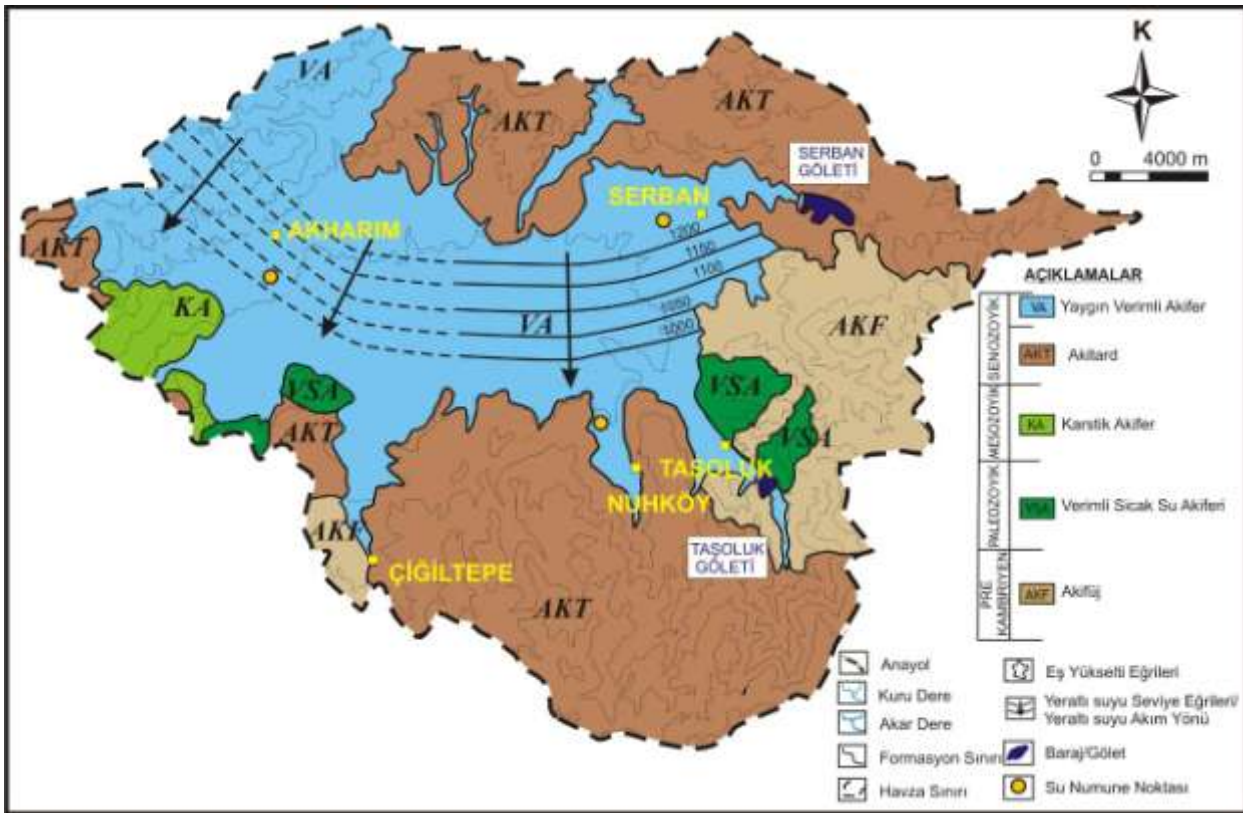 VA
AKT
AKT
K
0 4000 m
SERBAN
GÖLETİ
SERBAN
AKHARIM
AKT
KA
1200
1150
1100
1050
1000
VA
AKF
VSA
AKT
VSA
VSA
TAŞOLUK
NUHKÖY
AKF
ÇİĞİLTEPE
TAŞOLUK
GÖLETİ
AKT
AÇIKLAMALAR
SENOZOYİK
VA Yaygın Verimli Akifer
AKT Akitard
MESOZOYİK
KA Karstik Akifer
PALEOZOYİK
VSA Verimli Sıcak Su Akiferi
PRE
KAMBRİYEN
AKF Akifüj
Anayol
Kuru Dere
Akar Dere
Formasyon Sınırı
Havza Sınırı
Eş Yükselti Eğrileri
Yeraltı suyu Seviye Eğrileri/
Yeraltı suyu Akım Yönü
Baraj/Gölet
Su Numune Noktası